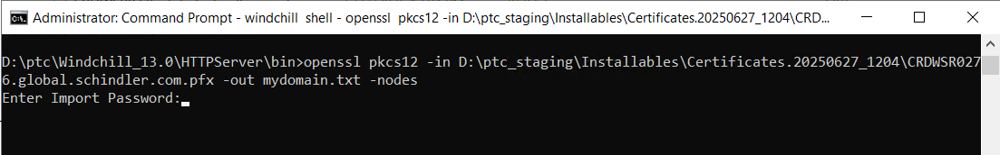 Administrator: Command Prompt - windchill  shell - openssl  pkcs12 -in D:\ptc_staging\Installables\Certificates.20250627_1204\CRD...
D:\ptc\Windchill_13.0\HTTPServer\bin>openssl pkcs12 -in D:\ptc_staging\Installables\Certificates.20250627_1204\CRDWSR027
6.global.schindler.com.pfx -out mydomain.txt -nodes
Enter Import Password: